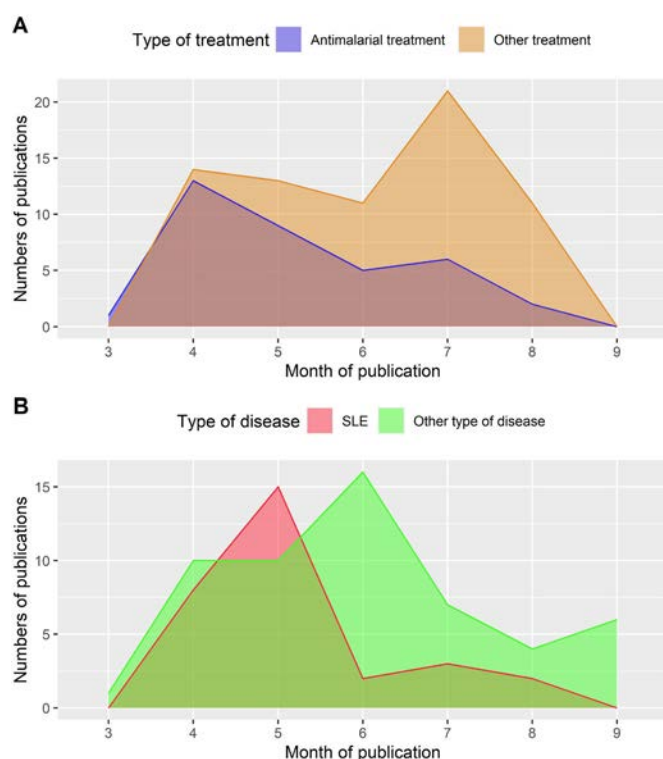 A
Type of treatment Antimalarial treatment Other treatment
Numbers of publications
20
15
10
5
0
3 4 5 6 7 8 9
Month of publication
B
Type of disease SLE Other type of disease
Numbers of publications
15
10
5
0
3 4 5 6 7 8 9
Month of publication